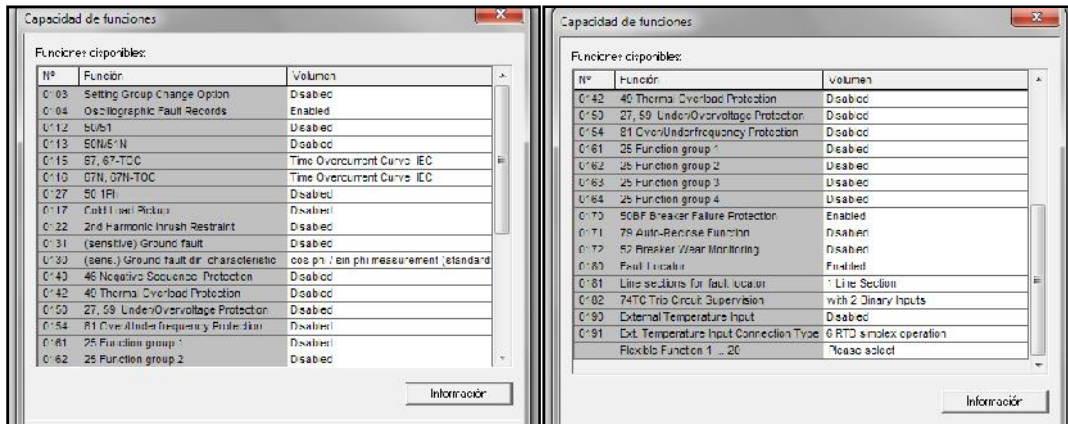 Capacidad de funciones
Funciones disponibles:
Nº Función Volumen
0103 Setting Group Change Option Disabled
0104 Oscillographic Fault Records Enabled
0112 50/51 Disabled
0113 50N/51N Disabled
0115 67, 67-TOC Time Overcurrent Curve IEC
0116 67N, 67N-TOC Time Overcurrent Curve IEC
0127 50 1Ph Disabled
0117 Cold Load Pickup Disabled
0122 2nd Harmonic Inrush Restraint Disabled
0131 (sensitive) Ground fault Disabled
0130 (sens.) Ground fault dir. characteristic cos phi / sin phi measurement (standard
0140 46 Negative Sequence Protection Disabled
0142 49 Thermal Overload Protection Disabled
0150 27, 59 Under/Overvoltage Protection Disabled
0154 81 Over/Underfrequency Protection Disabled
0161 25 Function group 1 Disabled
0162 25 Function group 2 Disabled
Información
Capacidad de funciones
Funciones disponibles:
Nº Función Volumen
0142 49 Thermal Overload Protection Disabled
0150 27, 59 Under/Overvoltage Protection Disabled
0154 81 Over/Underfrequency Protection Disabled
0161 25 Function group 1 Disabled
0162 25 Function group 2 Disabled
0163 25 Function group 3 Disabled
0164 25 Function group 4 Disabled
0170 50BF Breaker Failure Protection Enabled
0171 79 Auto-Reclose Function Disabled
0172 52 Breaker Wear Monitoring Disabled
0180 Fault Locator Enabled
0181 Line sections for fault locator 1 Line Section
0182 74TC Trip Circuit Supervision with 2 Binary Inputs
0190 External Temperature Input Disabled
0191 Ext. Temperature Input Connection Type 6 RTD simplex operation
Flexible Function 1 .. 20 Please select
Información